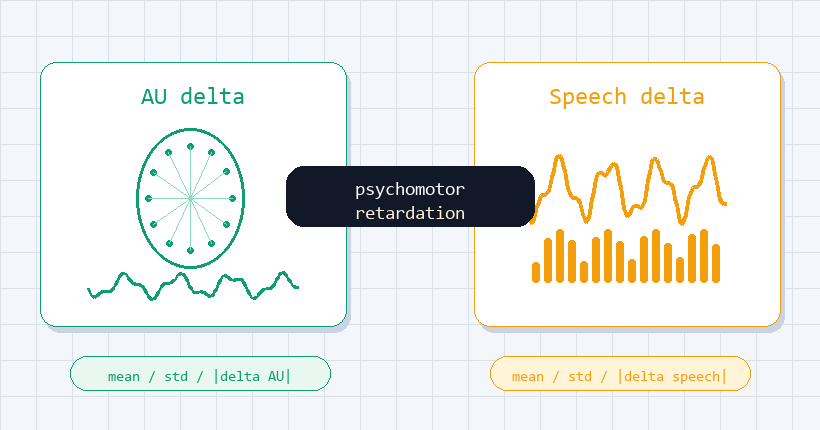 AU delta
Speech delta
psychomotor
retardation
mean / std / |delta AU|
mean / std / |delta speech|